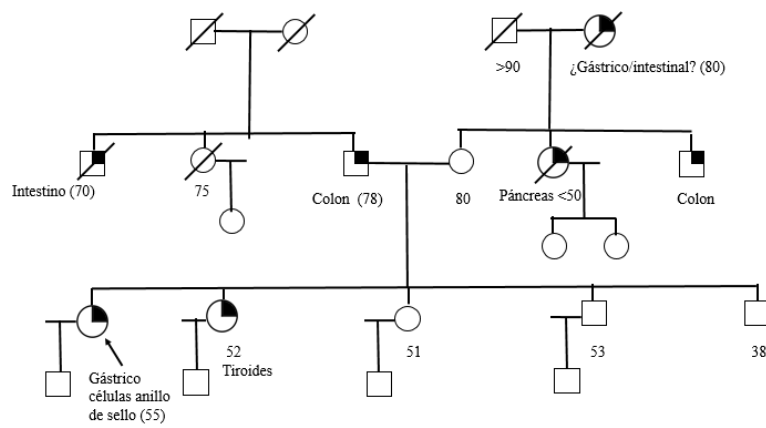 >90
¿Gástrico/intestinal? (80)
Intestino (70)
75
Colon (78)
80
Páncreas <50
Colon
52
Tiroides
51
53
38
Gástrico
células anillo
de sello (55)